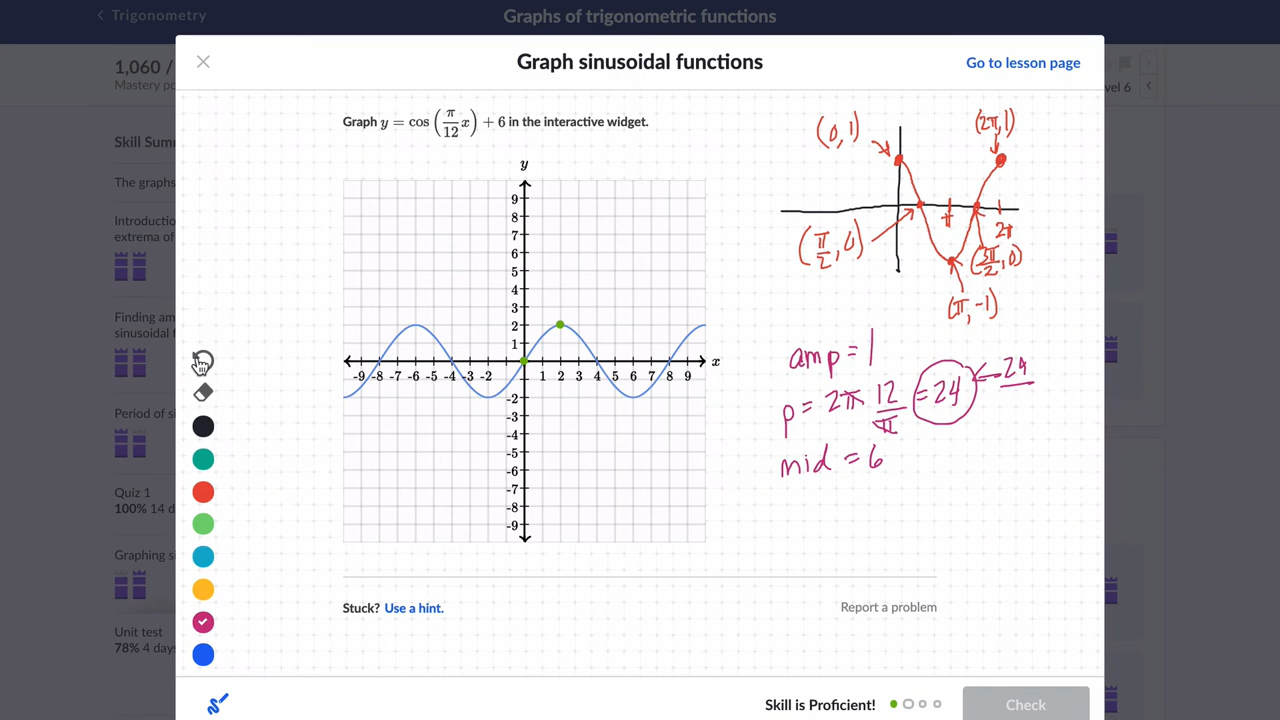 Trigonometry
Graphs of trigonometric functions
Graph sinusoidal functions
Go to lesson page
1,060 /
Mastery po
vel 6
Skill Summ
The graphs
Introductio
extrema of
Finding am
sinusoidal f
Period of si
Quiz 1
100% 14 d
Graphing si
Unit test
78% 4 days
Graph y = cos (π/12 x) + 6 in the interactive widget.
y
9
8
7
6
5
4
3
2
1
-9 -8 -7 -6 -5 -4 -3 -2 1 2 3 4 5 6 7 8 9 x
-2
-3
-4
-5
-6
-7
-8
-9
(0, 1)
(2π, 1)
π
2π
(π/2, 0)
(3π/2, 0)
(π, -1)
amp = 1
p = 2π 12/π = 24 ← 24
mid = 6
Stuck? Use a hint.
Report a problem
Skill is Proficient!
Check